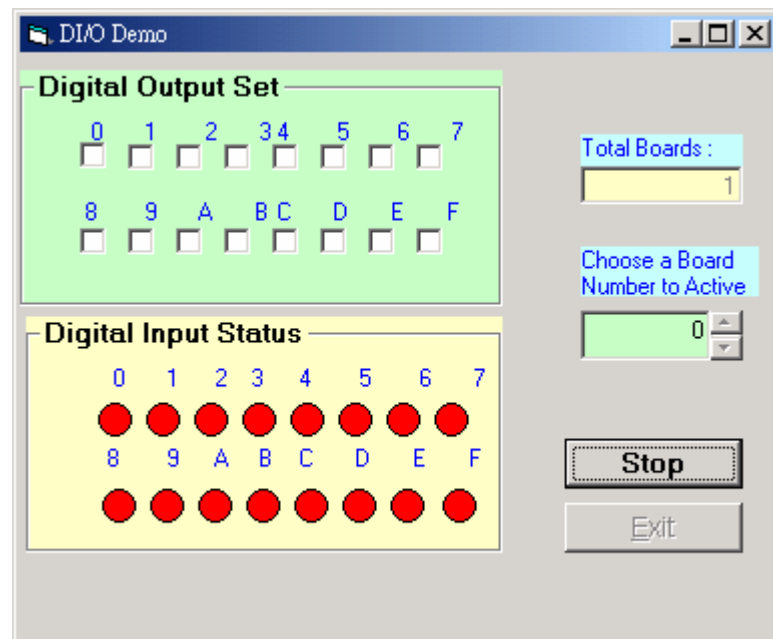 DI/O Demo
Digital Output Set
0 1 2 3 4 5 6 7
8 9 A B C D E F
Total Boards :
1
Choose a Board
Number to Active
0
Digital Input Status
0 1 2 3 4 5 6 7
8 9 A B C D E F
Stop
Exit